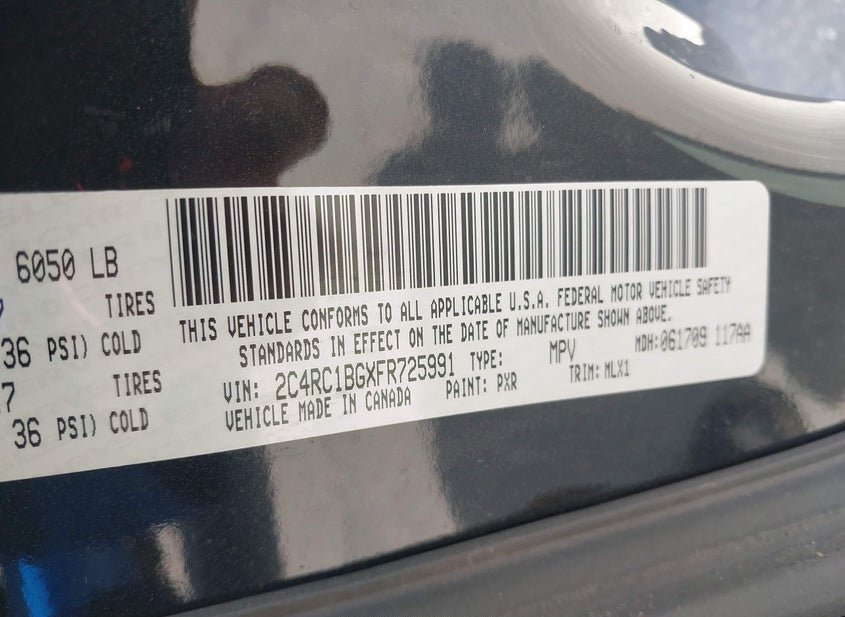 6050 LB
TIRES
36 PSI) COLD
7 TIRES
36 PSI) COLD
THIS VEHICLE CONFORMS TO ALL APPLICABLE U.S.A. FEDERAL MOTOR VEHICLE SAFETY
STANDARDS IN EFFECT ON THE DATE OF MANUFACTURE SHOWN ABOVE.
VIN: 2C4RC1BGXFR725991 TYPE: MPV MDH:061709 117AA
VEHICLE MADE IN CANADA PAINT: PXR TRIM: MLX1